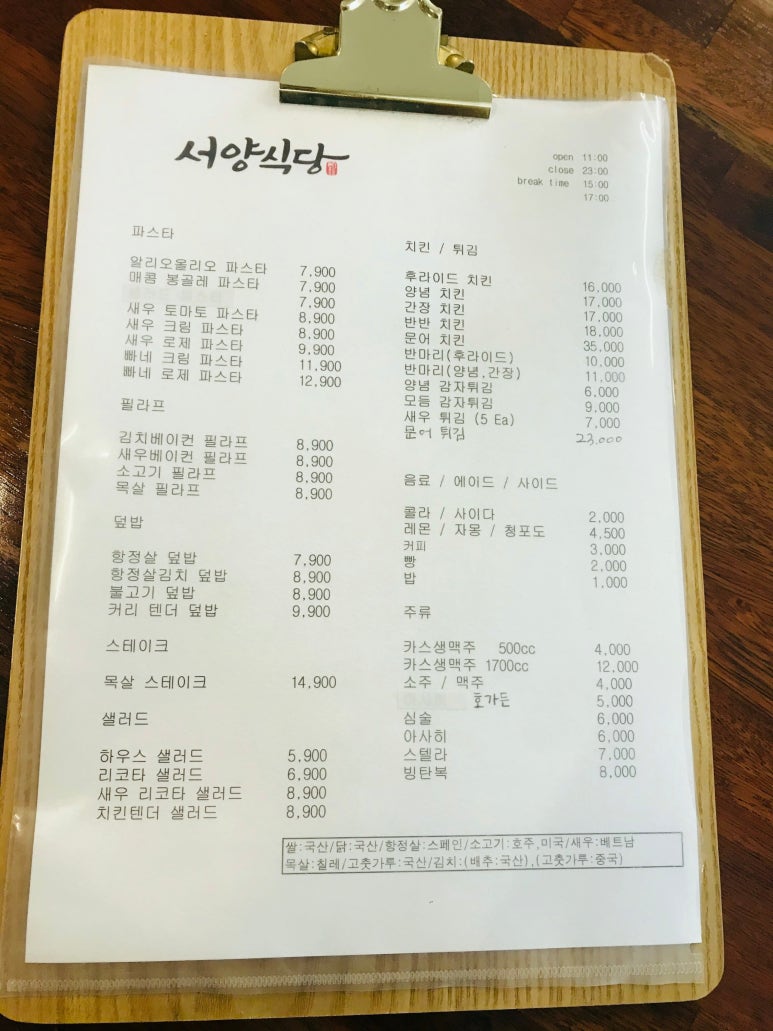 서양식당
open 11:00
close 23:00
break time 15:00
17:00
파스타
알리오올리오 파스타 7,900
매콤 봉골레 파스타 7,900
7,900
새우 토마토 파스타 8,900
새우 크림 파스타 8,900
새우 로제 파스타 9,900
빠네 크림 파스타 11,900
빠네 로제 파스타 12,900
필라프
김치베이컨 필라프 8,900
새우베이컨 필라프 8,900
소고기 필라프 8,900
목살 필라프 8,900
덮밥
항정살 덮밥 7,900
항정살김치 덮밥 8,900
불고기 덮밥 8,900
커리 텐더 덮밥 9,900
스테이크
목살 스테이크 14,900
샐러드
하우스 샐러드 5,900
리코타 샐러드 6,900
새우 리코타 샐러드 8,900
치킨텐더 샐러드 8,900
치킨 / 튀김
후라이드 치킨 16,000
양념 치킨 17,000
간장 치킨 17,000
반반 치킨 18,000
문어 치킨 35,000
반마리(후라이드) 10,000
반마리(양념,간장) 11,000
양념 감자튀김 6,000
모듬 감자튀김 9,000
새우 튀김 (5 Ea) 7,000
문어 튀김 23,000
음료 / 에이드 / 사이드
콜라 / 사이다 2,000
레몬 / 자몽 / 청포도 4,500
커피 3,000
빵 2,000
밥 1,000
주류
카스생맥주 500cc 4,000
카스생맥주 1700cc 12,000
소주 / 맥주 4,000
호가든 5,000
심술 6,000
아사히 6,000
스텔라 7,000
빙탄복 8,000
쌀:국산/닭:국산/항정살:스페인/소고기:호주,미국/새우:베트남
목살:칠레/고춧가루:국산/김치:(배추:국산),(고춧가루:중국)